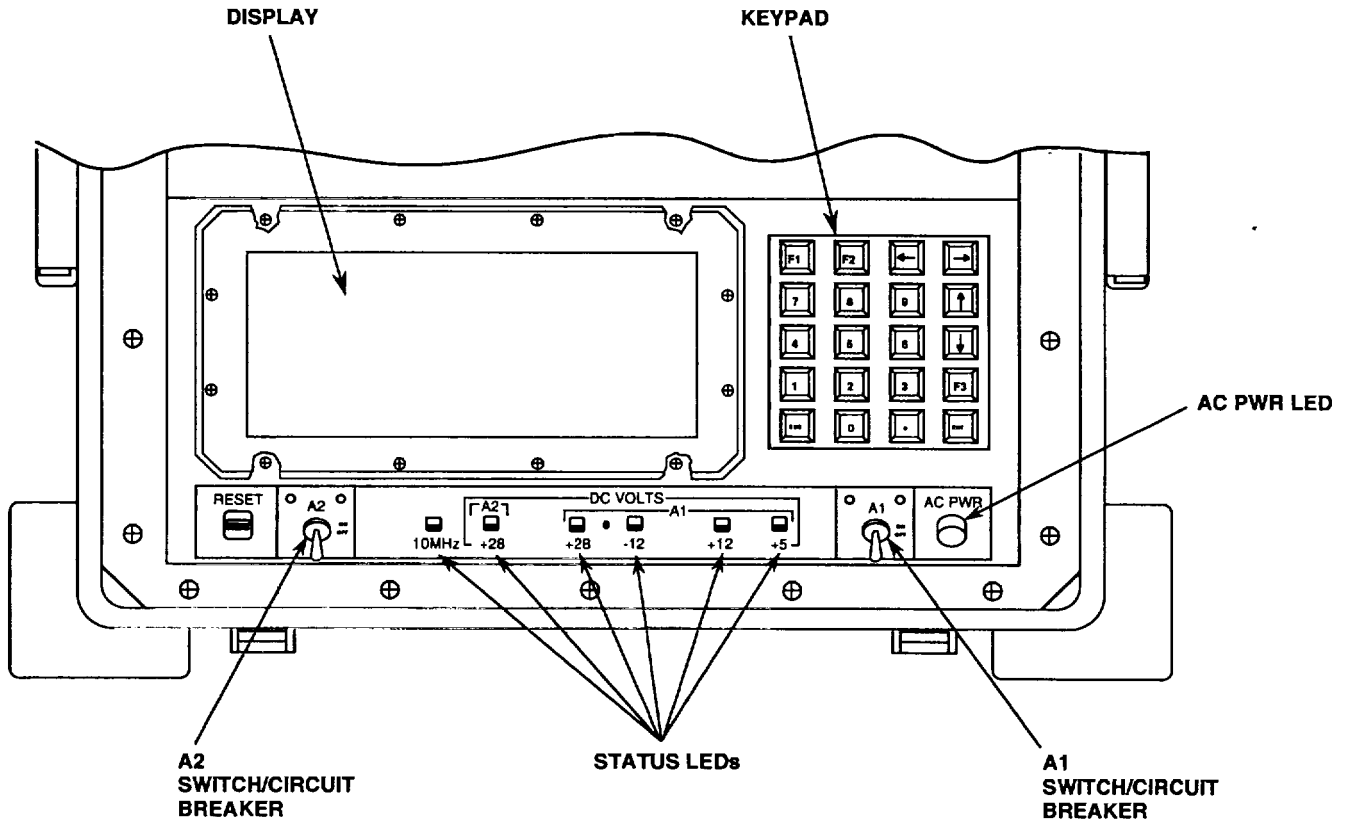 DISPLAY
KEYPAD
F1 F2 ← →
7 8 9 ↑
4 5 6 ↓
1 2 3 F3
0 .
AC PWR LED
RESET
A2
DC VOLTS
A2
A1
10MHz +28 +28 -12 +12 +5
A1
AC PWR
A2
SWITCH/CIRCUIT
BREAKER
STATUS LEDs
A1
SWITCH/CIRCUIT
BREAKER